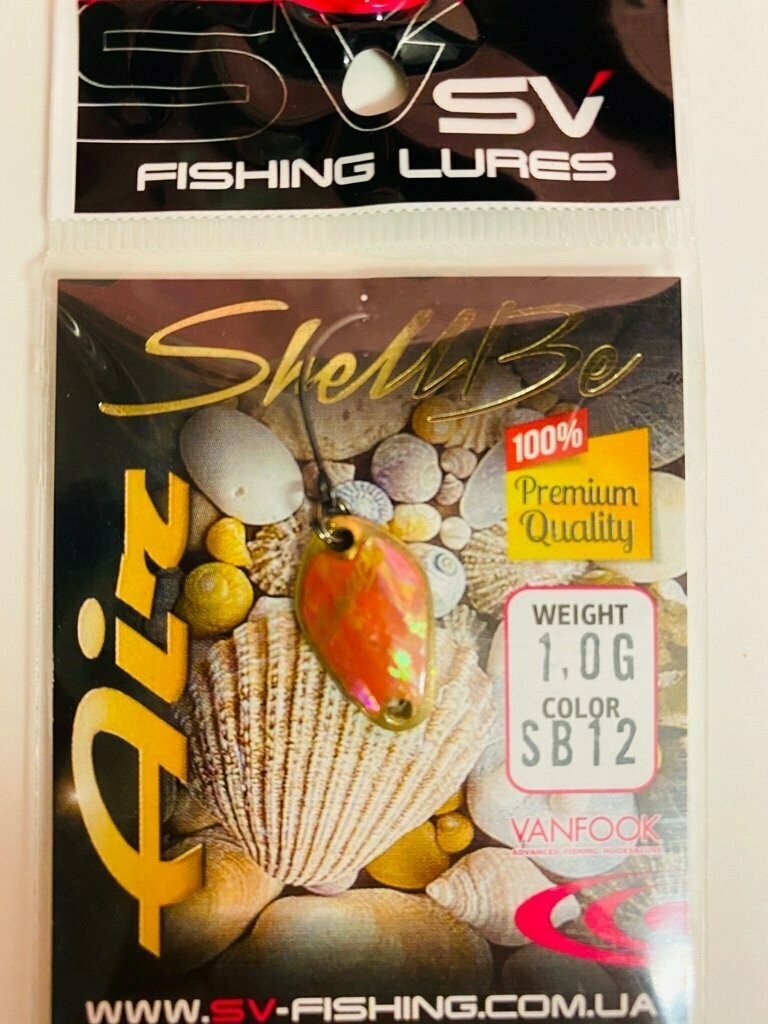 SV
SV
FISHING LURES
ShellBe
Air
100%
Premium
Quality
WEIGHT
1,0G
COLOR
SB12
VANFOOK
WWW.SV-FISHING.COM.UA